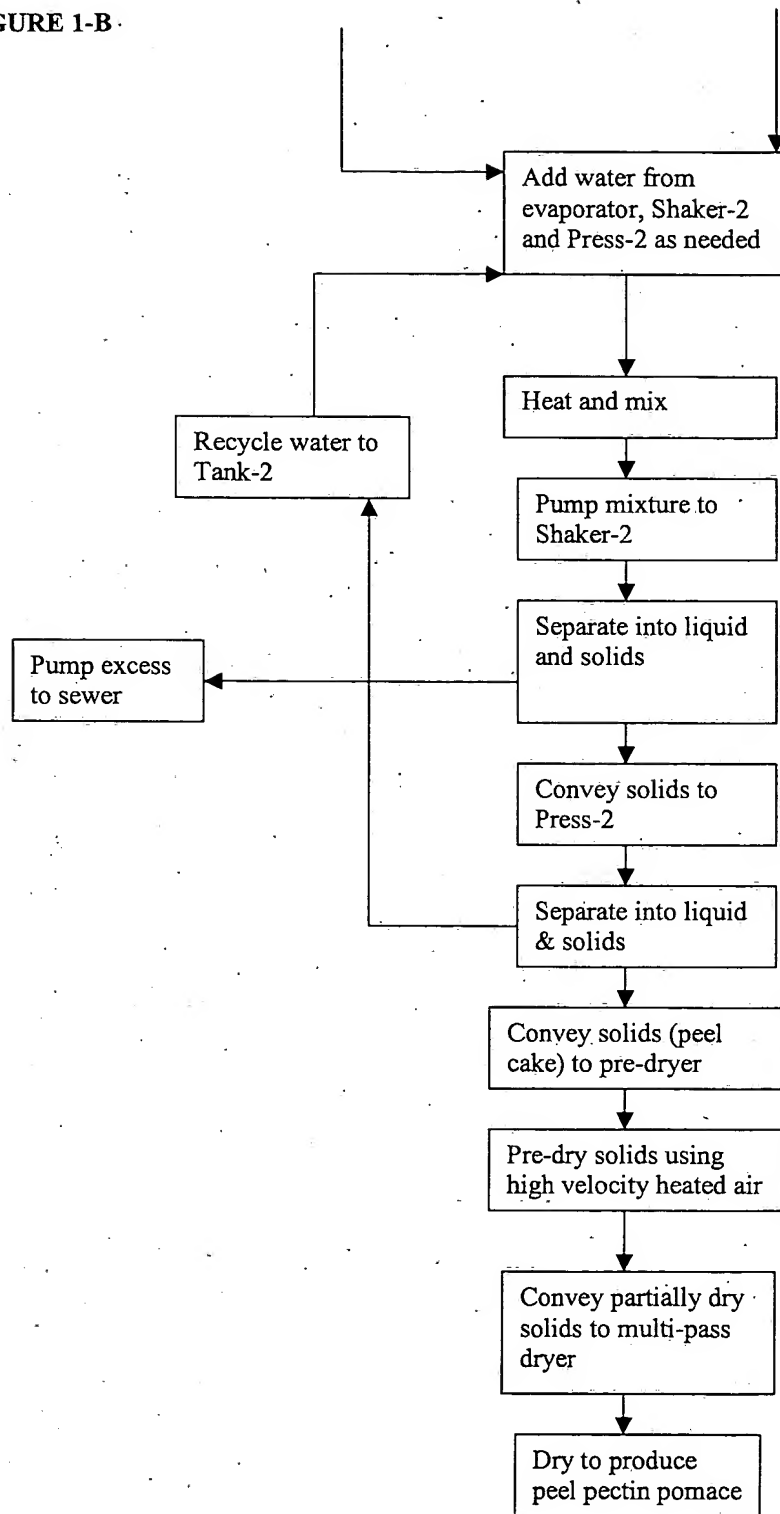 GURE 1-B
Add water from
evaporator, Shaker-2
and Press-2 as needed
Heat and mix
Recycle water to
Tank-2
Pump mixture to
Shaker-2
Separate into liquid
and solids
Pump excess
to sewer
Convey solids to
Press-2
Separate into liquid
& solids
Convey solids (peel
cake) to pre-dryer
Pre-dry solids using
high velocity heated air
Convey partially dry
solids to multi-pass
dryer
Dry to produce
peel pectin pomace